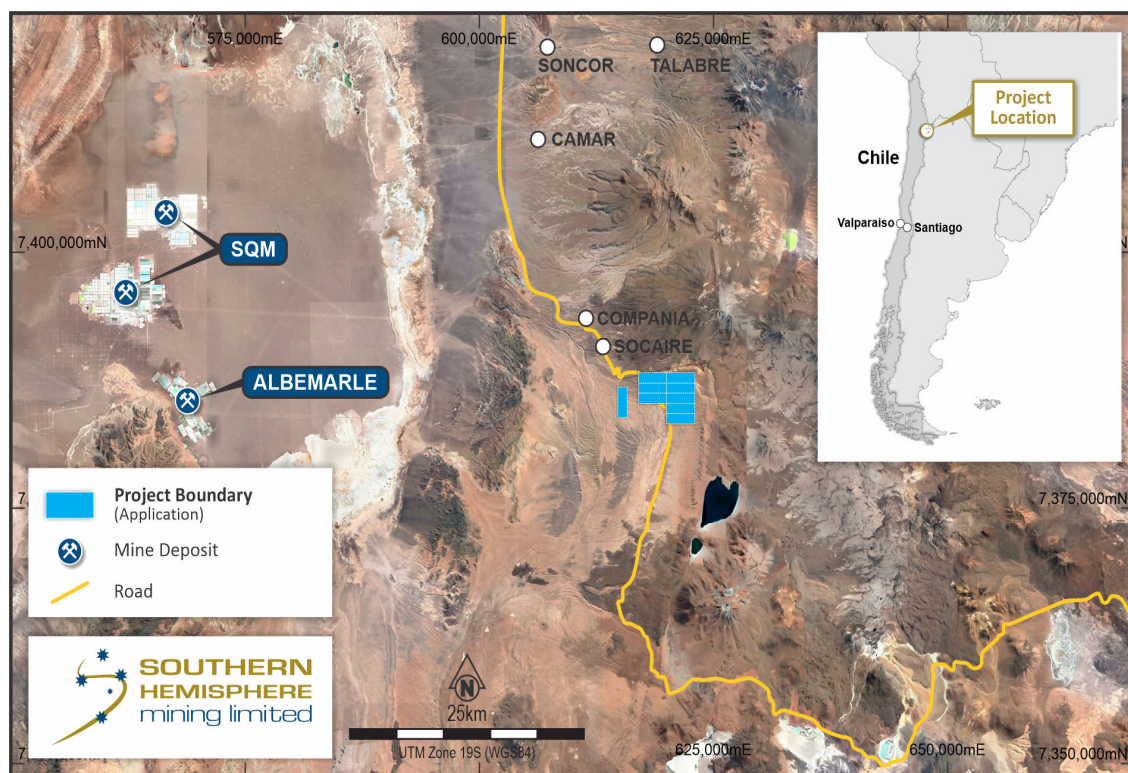 575,000mE
600,000mE
625,000mE
SONCOR
TALABRE
CAMAR
Project
Location
Chile
Valparaiso
Santiago
7,400,000mN
SQM
COMPANIA
SOCAIRE
ALBEMARLE
Project Boundary
(Application)
Mine Deposit
Road
7,375,000mN
SOUTHERN
HEMISPHERE
mining limited
N
25km
UTM Zone 19S (WGS84)
625,000mE
650,000mE
7,350,000mN